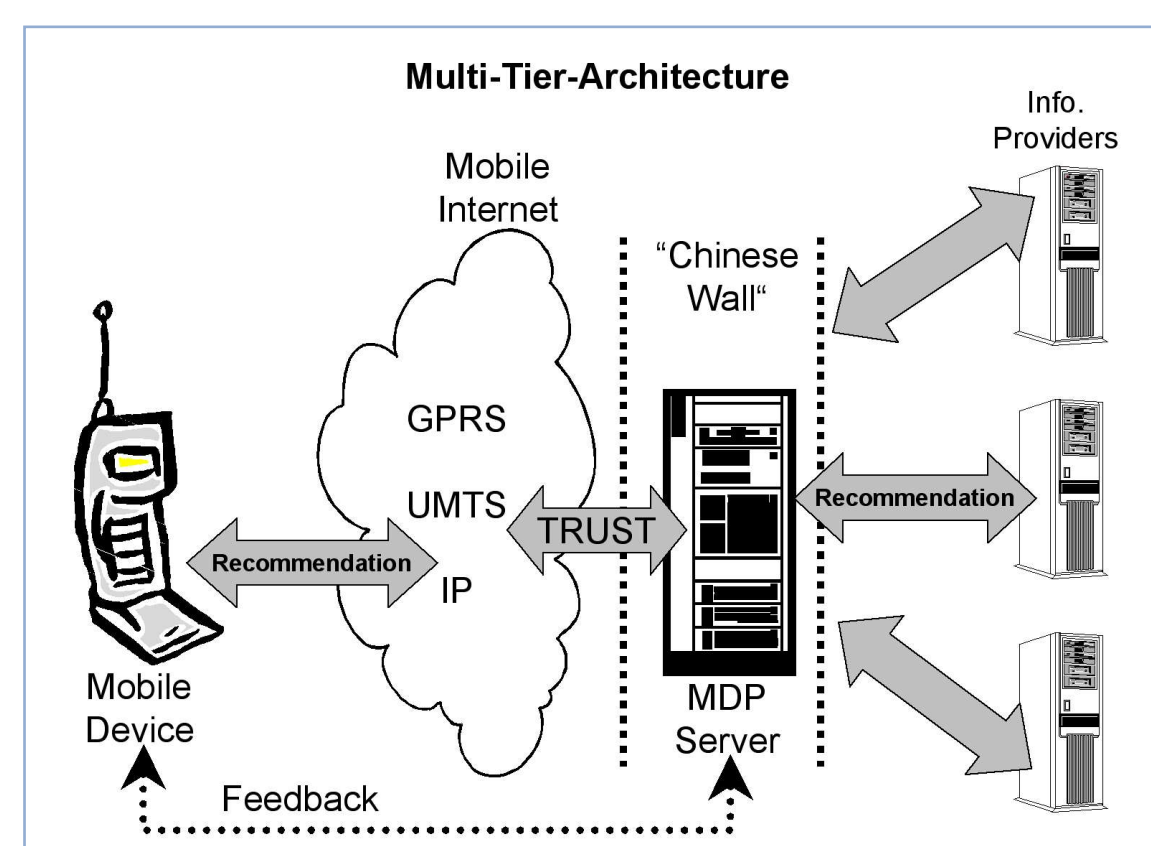 Multi-Tier-Architecture
Info.
Providers
Mobile
Internet
“Chinese
Wall“
GPRS
UMTS
IP
Recommendation
TRUST
Recommendation
Mobile
Device
MDP
Server
Feedback